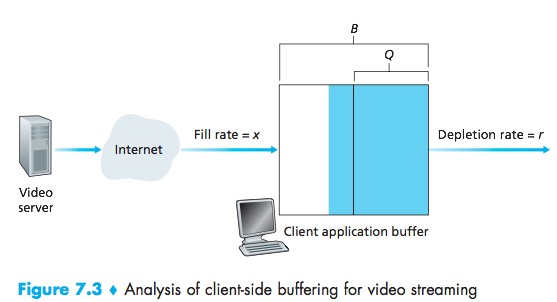 B
Q
Fill rate = x
Depletion rate = r
Internet
Video
server
Client application buffer
Figure 7.3 ♦ Analysis of client-side buffering for video streaming